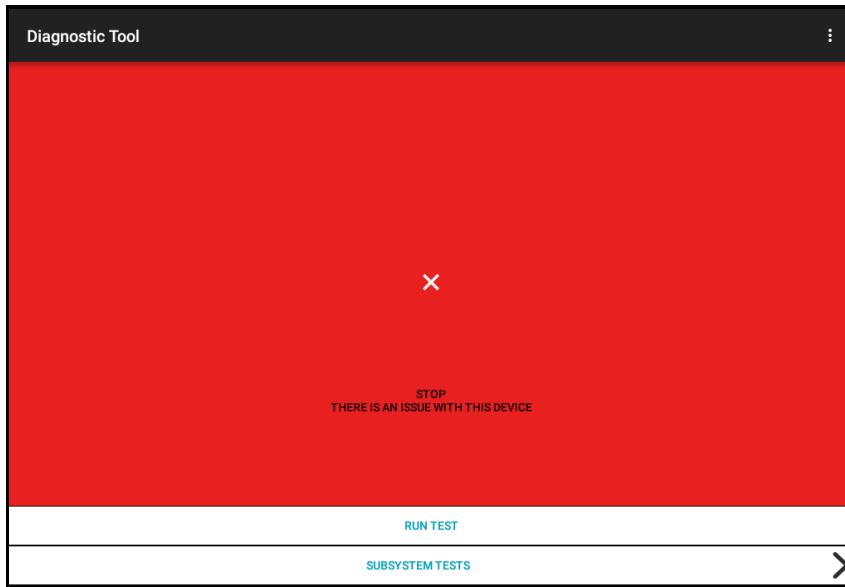 Diagnostic Tool
STOP
THERE IS AN ISSUE WITH THIS DEVICE
RUN TEST
SUBSYSTEM TESTS